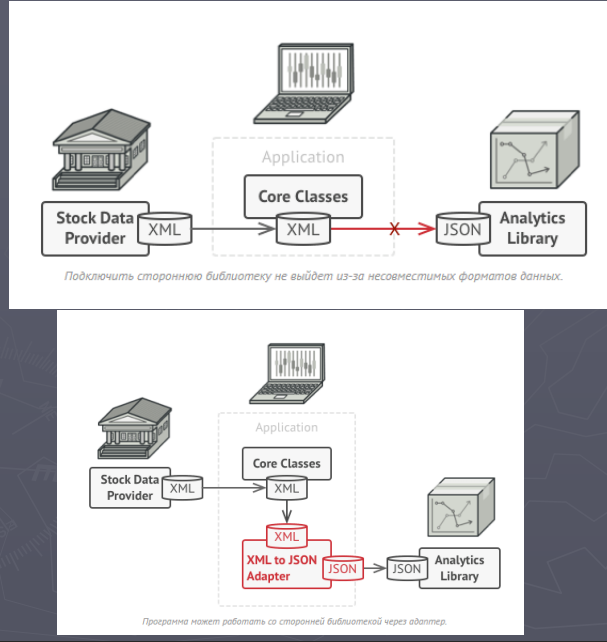 Application
Core Classes
Stock Data
Provider
XML
XML
X
JSON
Analytics
Library
Подключить стороннюю библиотеку не выйдет из-за несовместимых форматов данных.
Application
Core Classes
Stock Data
Provider
XML
XML
XML
XML to JSON
Adapter
JSON
JSON
Analytics
Library
Программа может работать со сторонней библиотекой через адаптер.